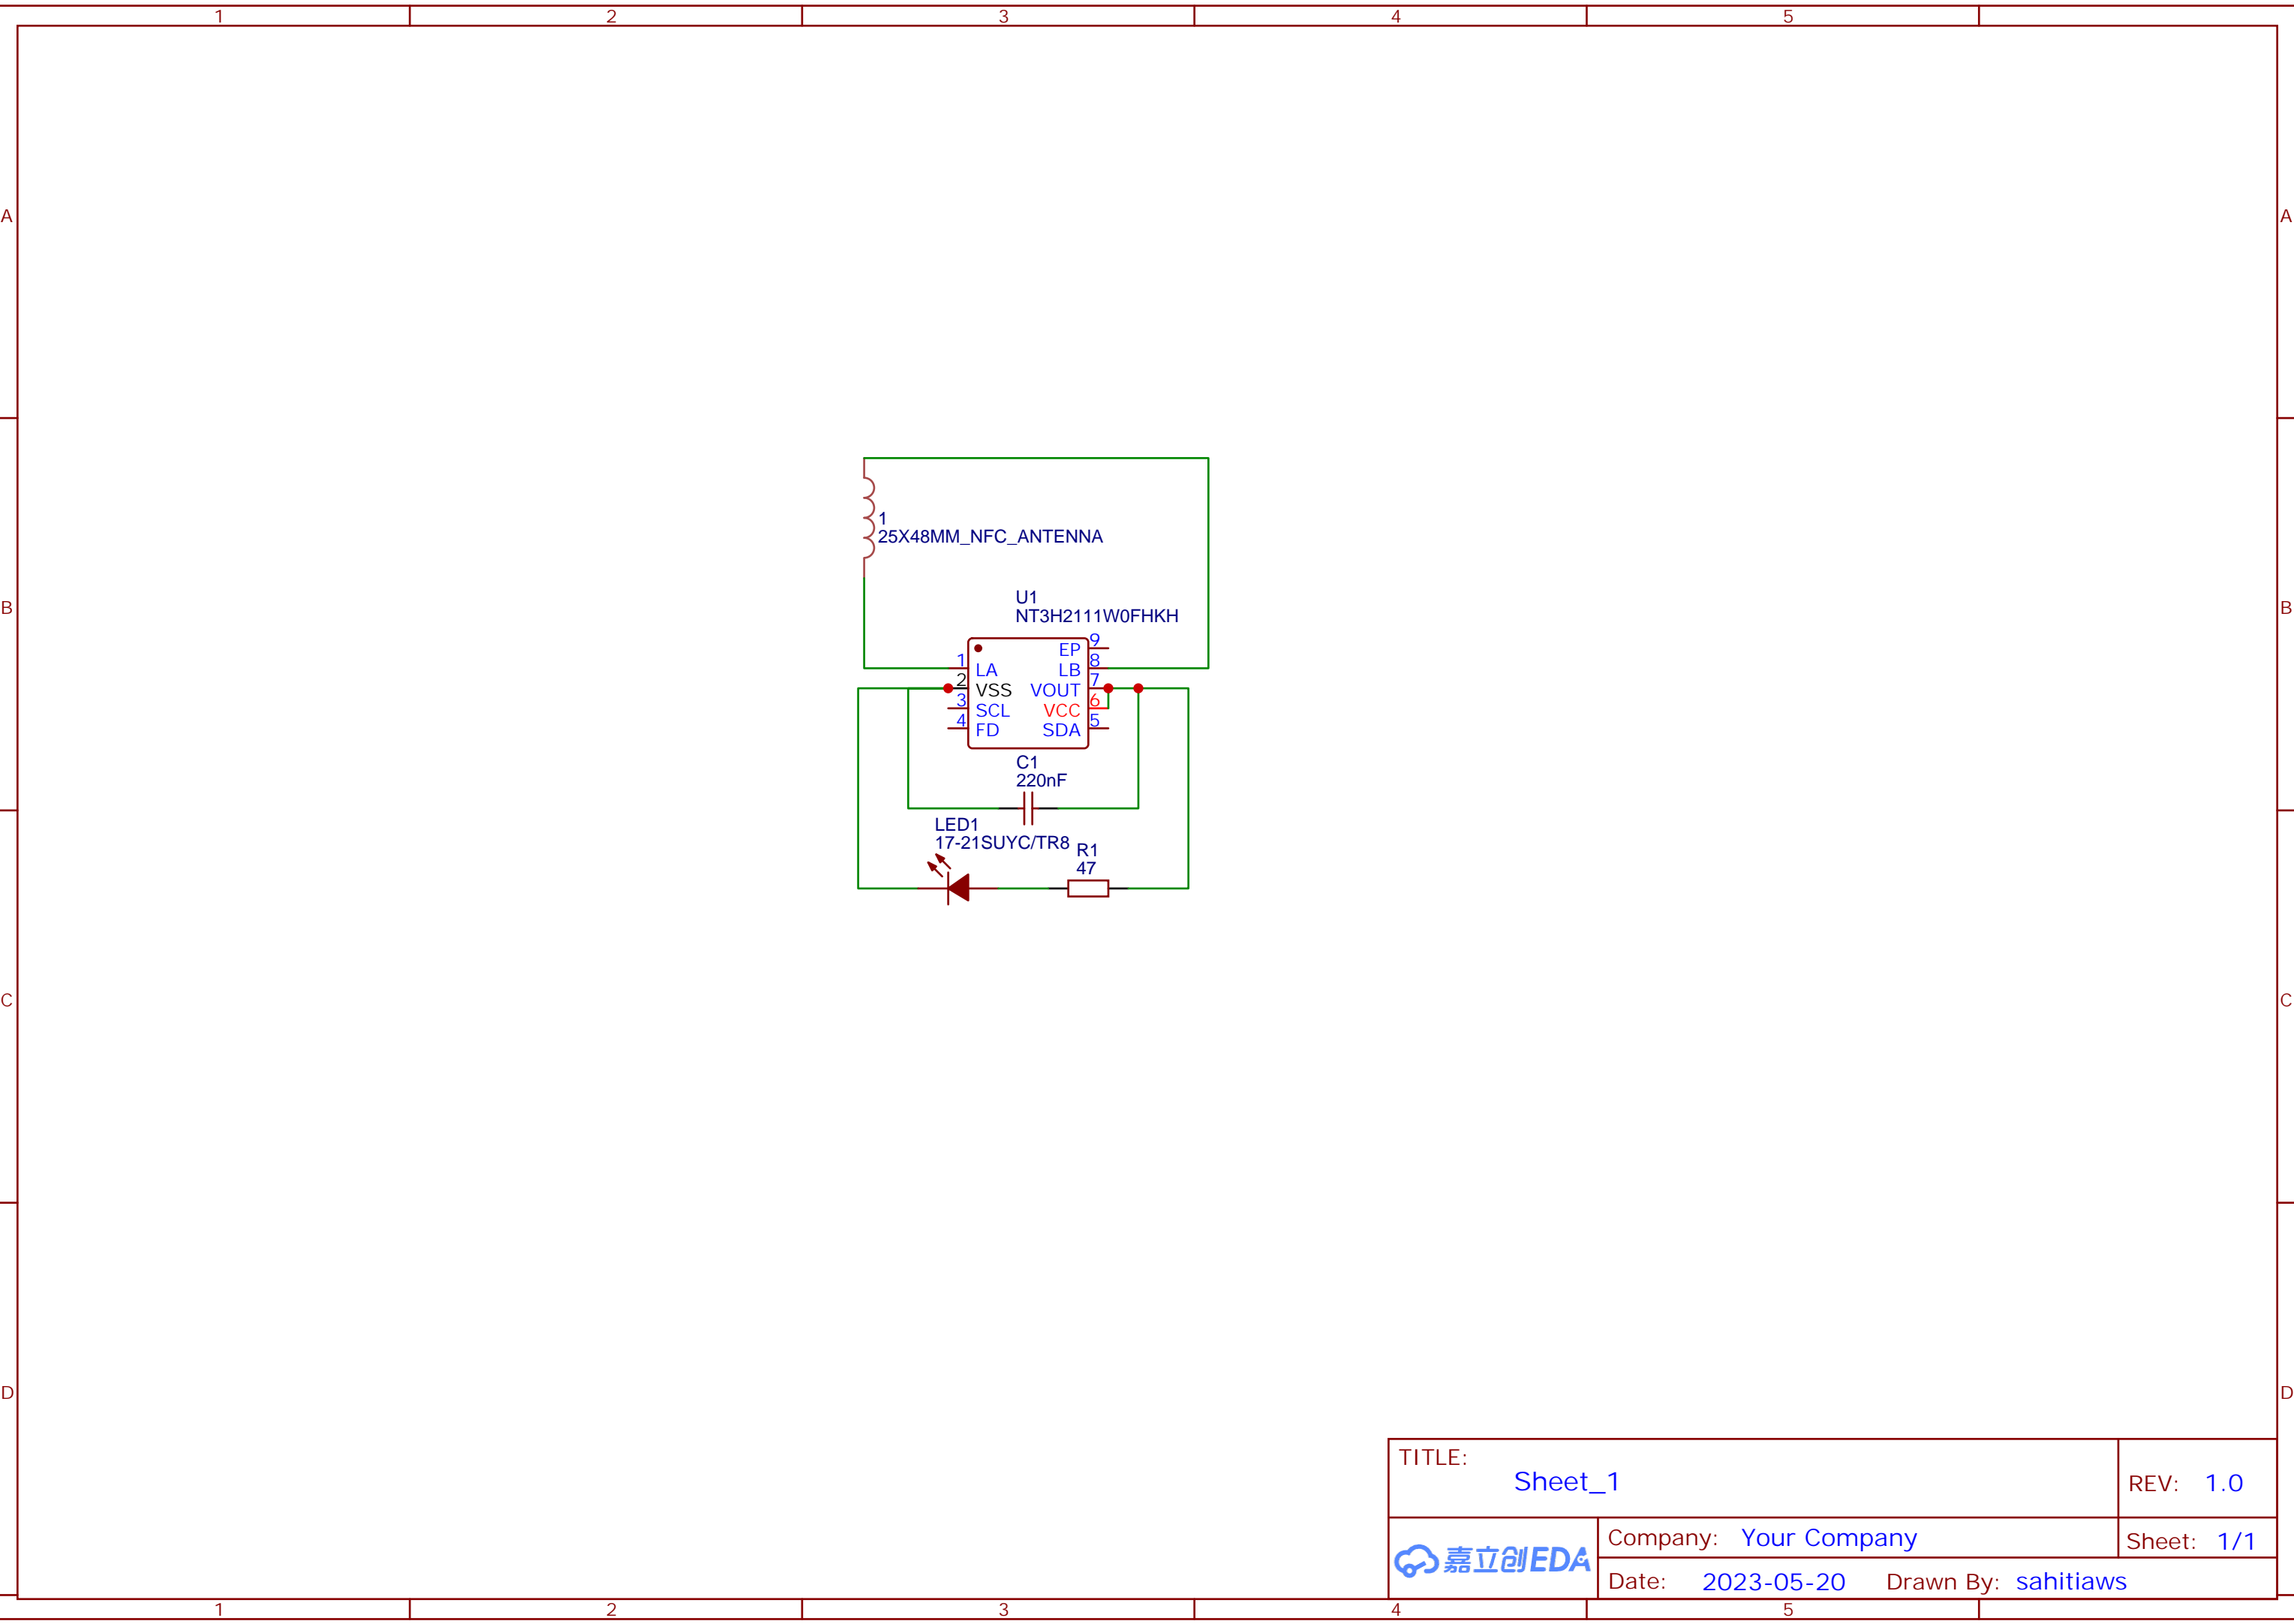 1 2 3 4 5
A A
1
25X48MM_NFC_ANTENNA
B B
U1
NT3H2111W0FHKH
9
EP
1 8
LA LB
2 7
VSS VOUT
3 6
SCL VCC
4 5
FD SDA
C1
220nF
LED1
17-21SUYC/TR8
R1
47
C C
D D
TITLE:
Sheet_1
REV: 1.0
嘉立创EDA
Company: Your Company
Sheet: 1/1
Date: 2023-05-20 Drawn By: sahitiaws
1 2 3 4 5